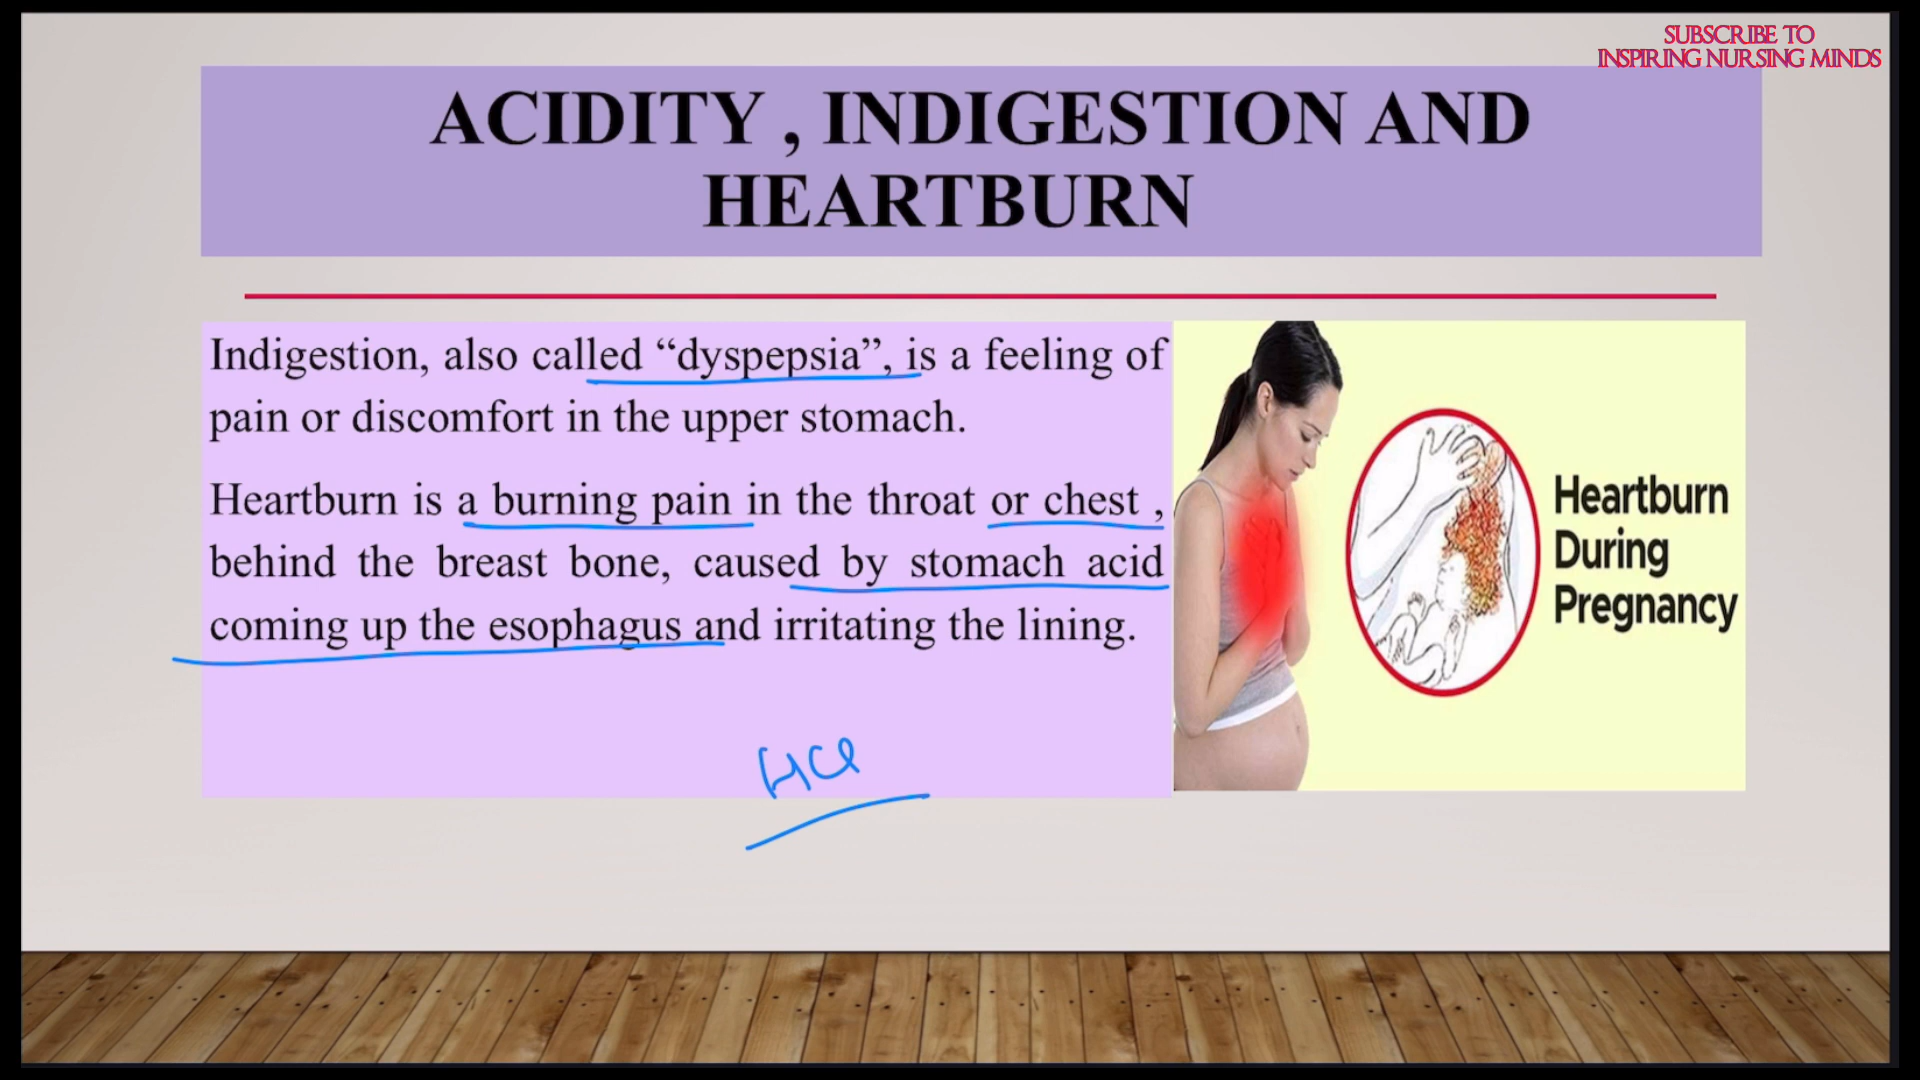 SUBSCRIBE TO
INSPIRING NURSING MINDS
ACIDITY , INDIGESTION AND
HEARTBURN
Indigestion, also called “dyspepsia”, is a feeling of
pain or discomfort in the upper stomach.
Heartburn is a burning pain in the throat or chest ,
behind the breast bone, caused by stomach acid
coming up the esophagus and irritating the lining.
HCl
Heartburn
During
Pregnancy